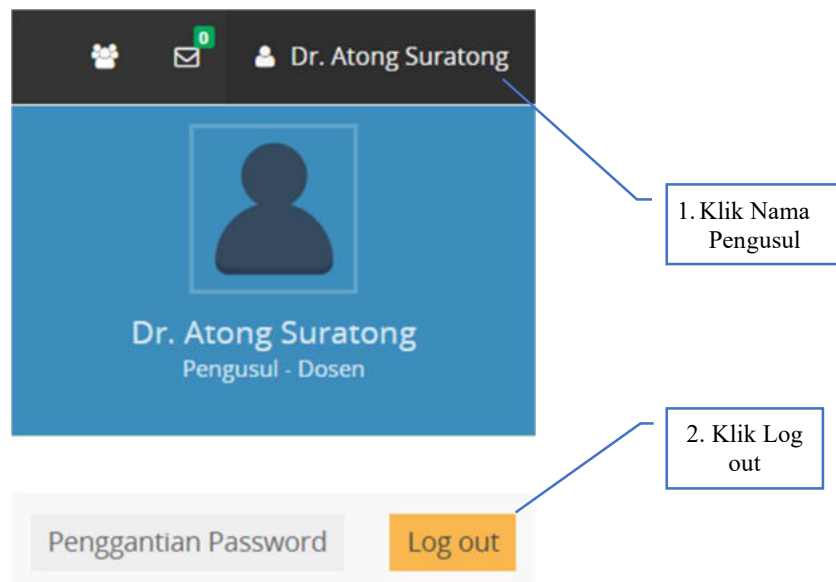 0
Dr. Atong Suratong
1. Klik Nama
Pengusul
Dr. Atong Suratong
Pengusul - Dosen
2. Klik Log
out
Penggantian Password
Log out